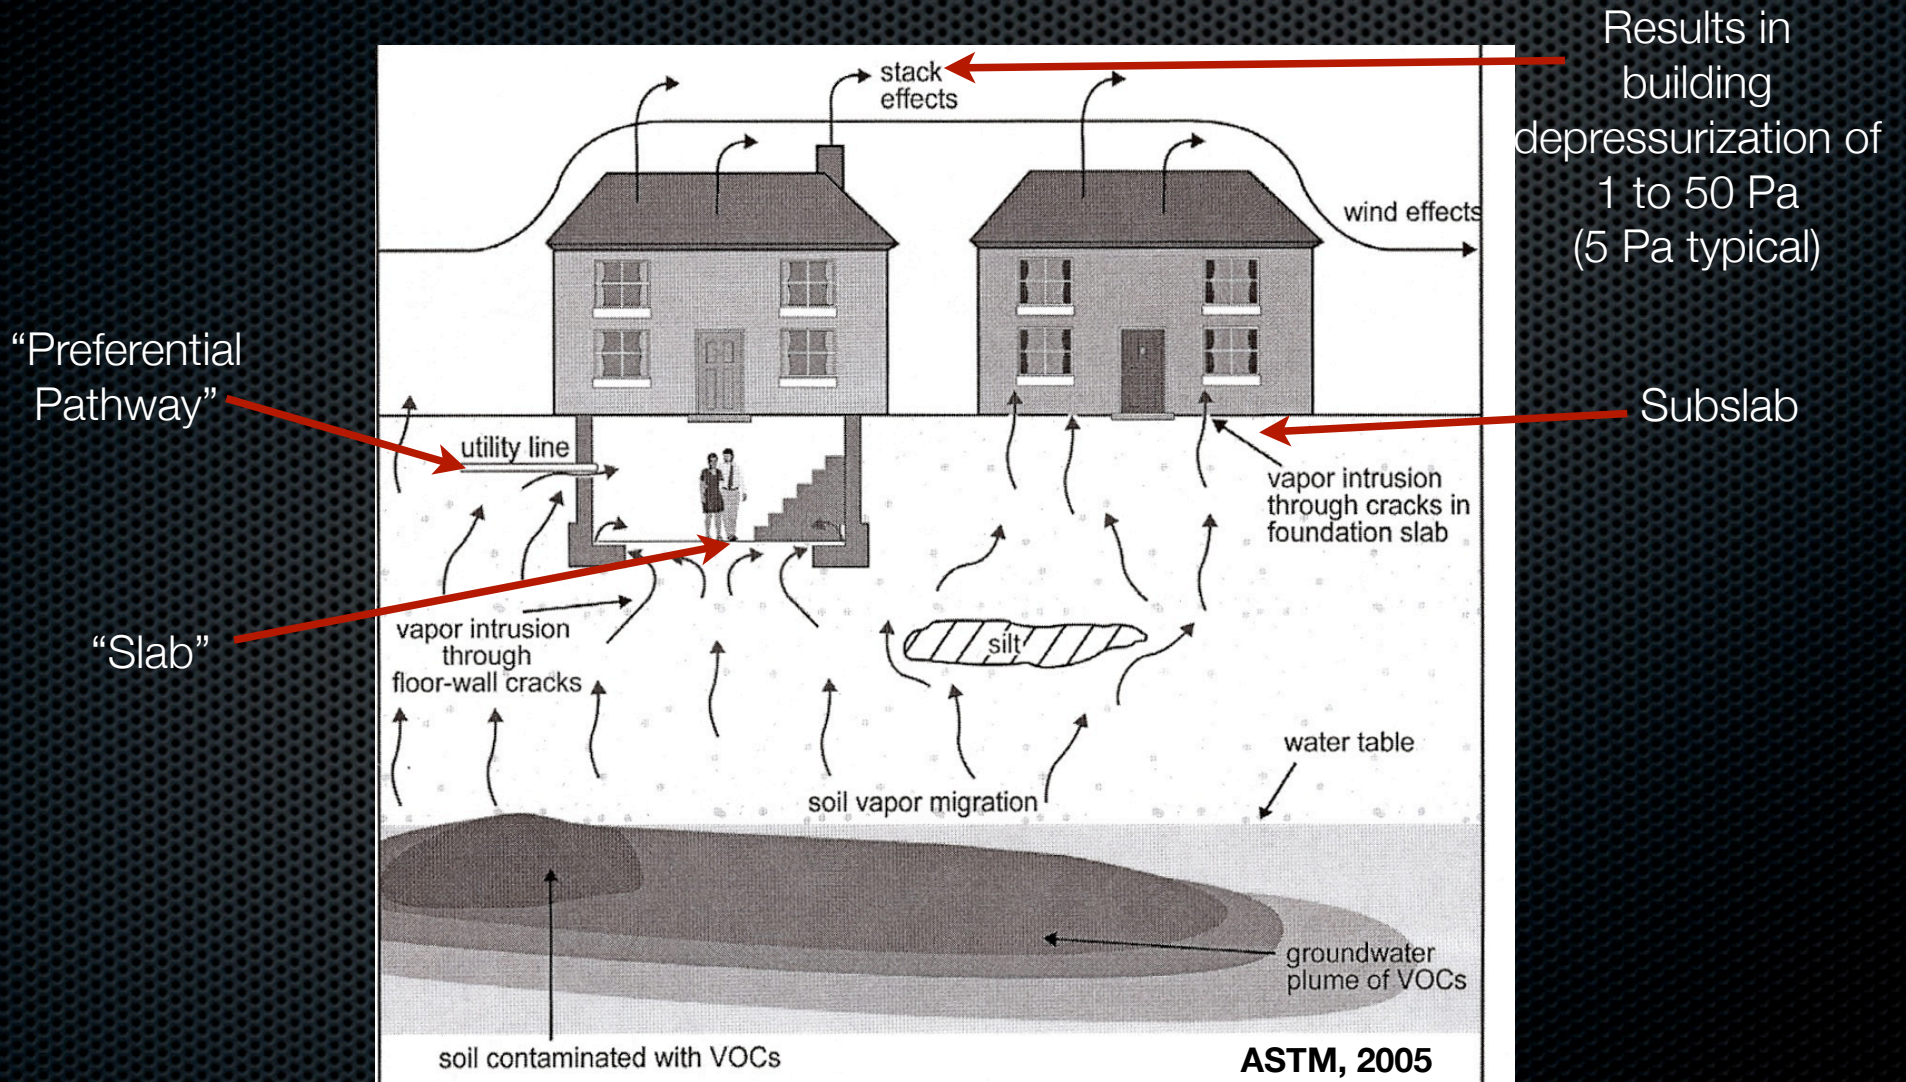 Results in
building
depressurization of
1 to 50 Pa
(5 Pa typical)
stack
effects
wind effects
“Preferential
Pathway”
utility line
Subslab
vapor intrusion
through cracks in
foundation slab
“Slab”
vapor intrusion
through
floor-wall cracks
silt
water table
soil vapor migration
groundwater
plume of VOCs
soil contaminated with VOCs
ASTM, 2005